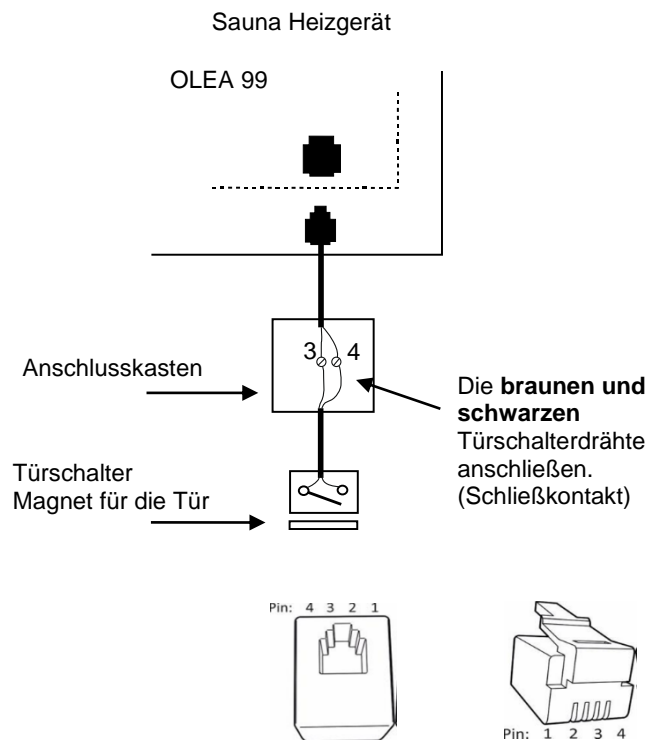 Sauna Heizgerät
OLEA 99
3 4
Anschlusskasten
Die braunen und
schwarzen
Türschalterdrähte
anschließen.
(Schließkontakt)
Türschalter
Magnet für die Tür
Pin: 4 3 2 1
Pin: 1 2 3 4